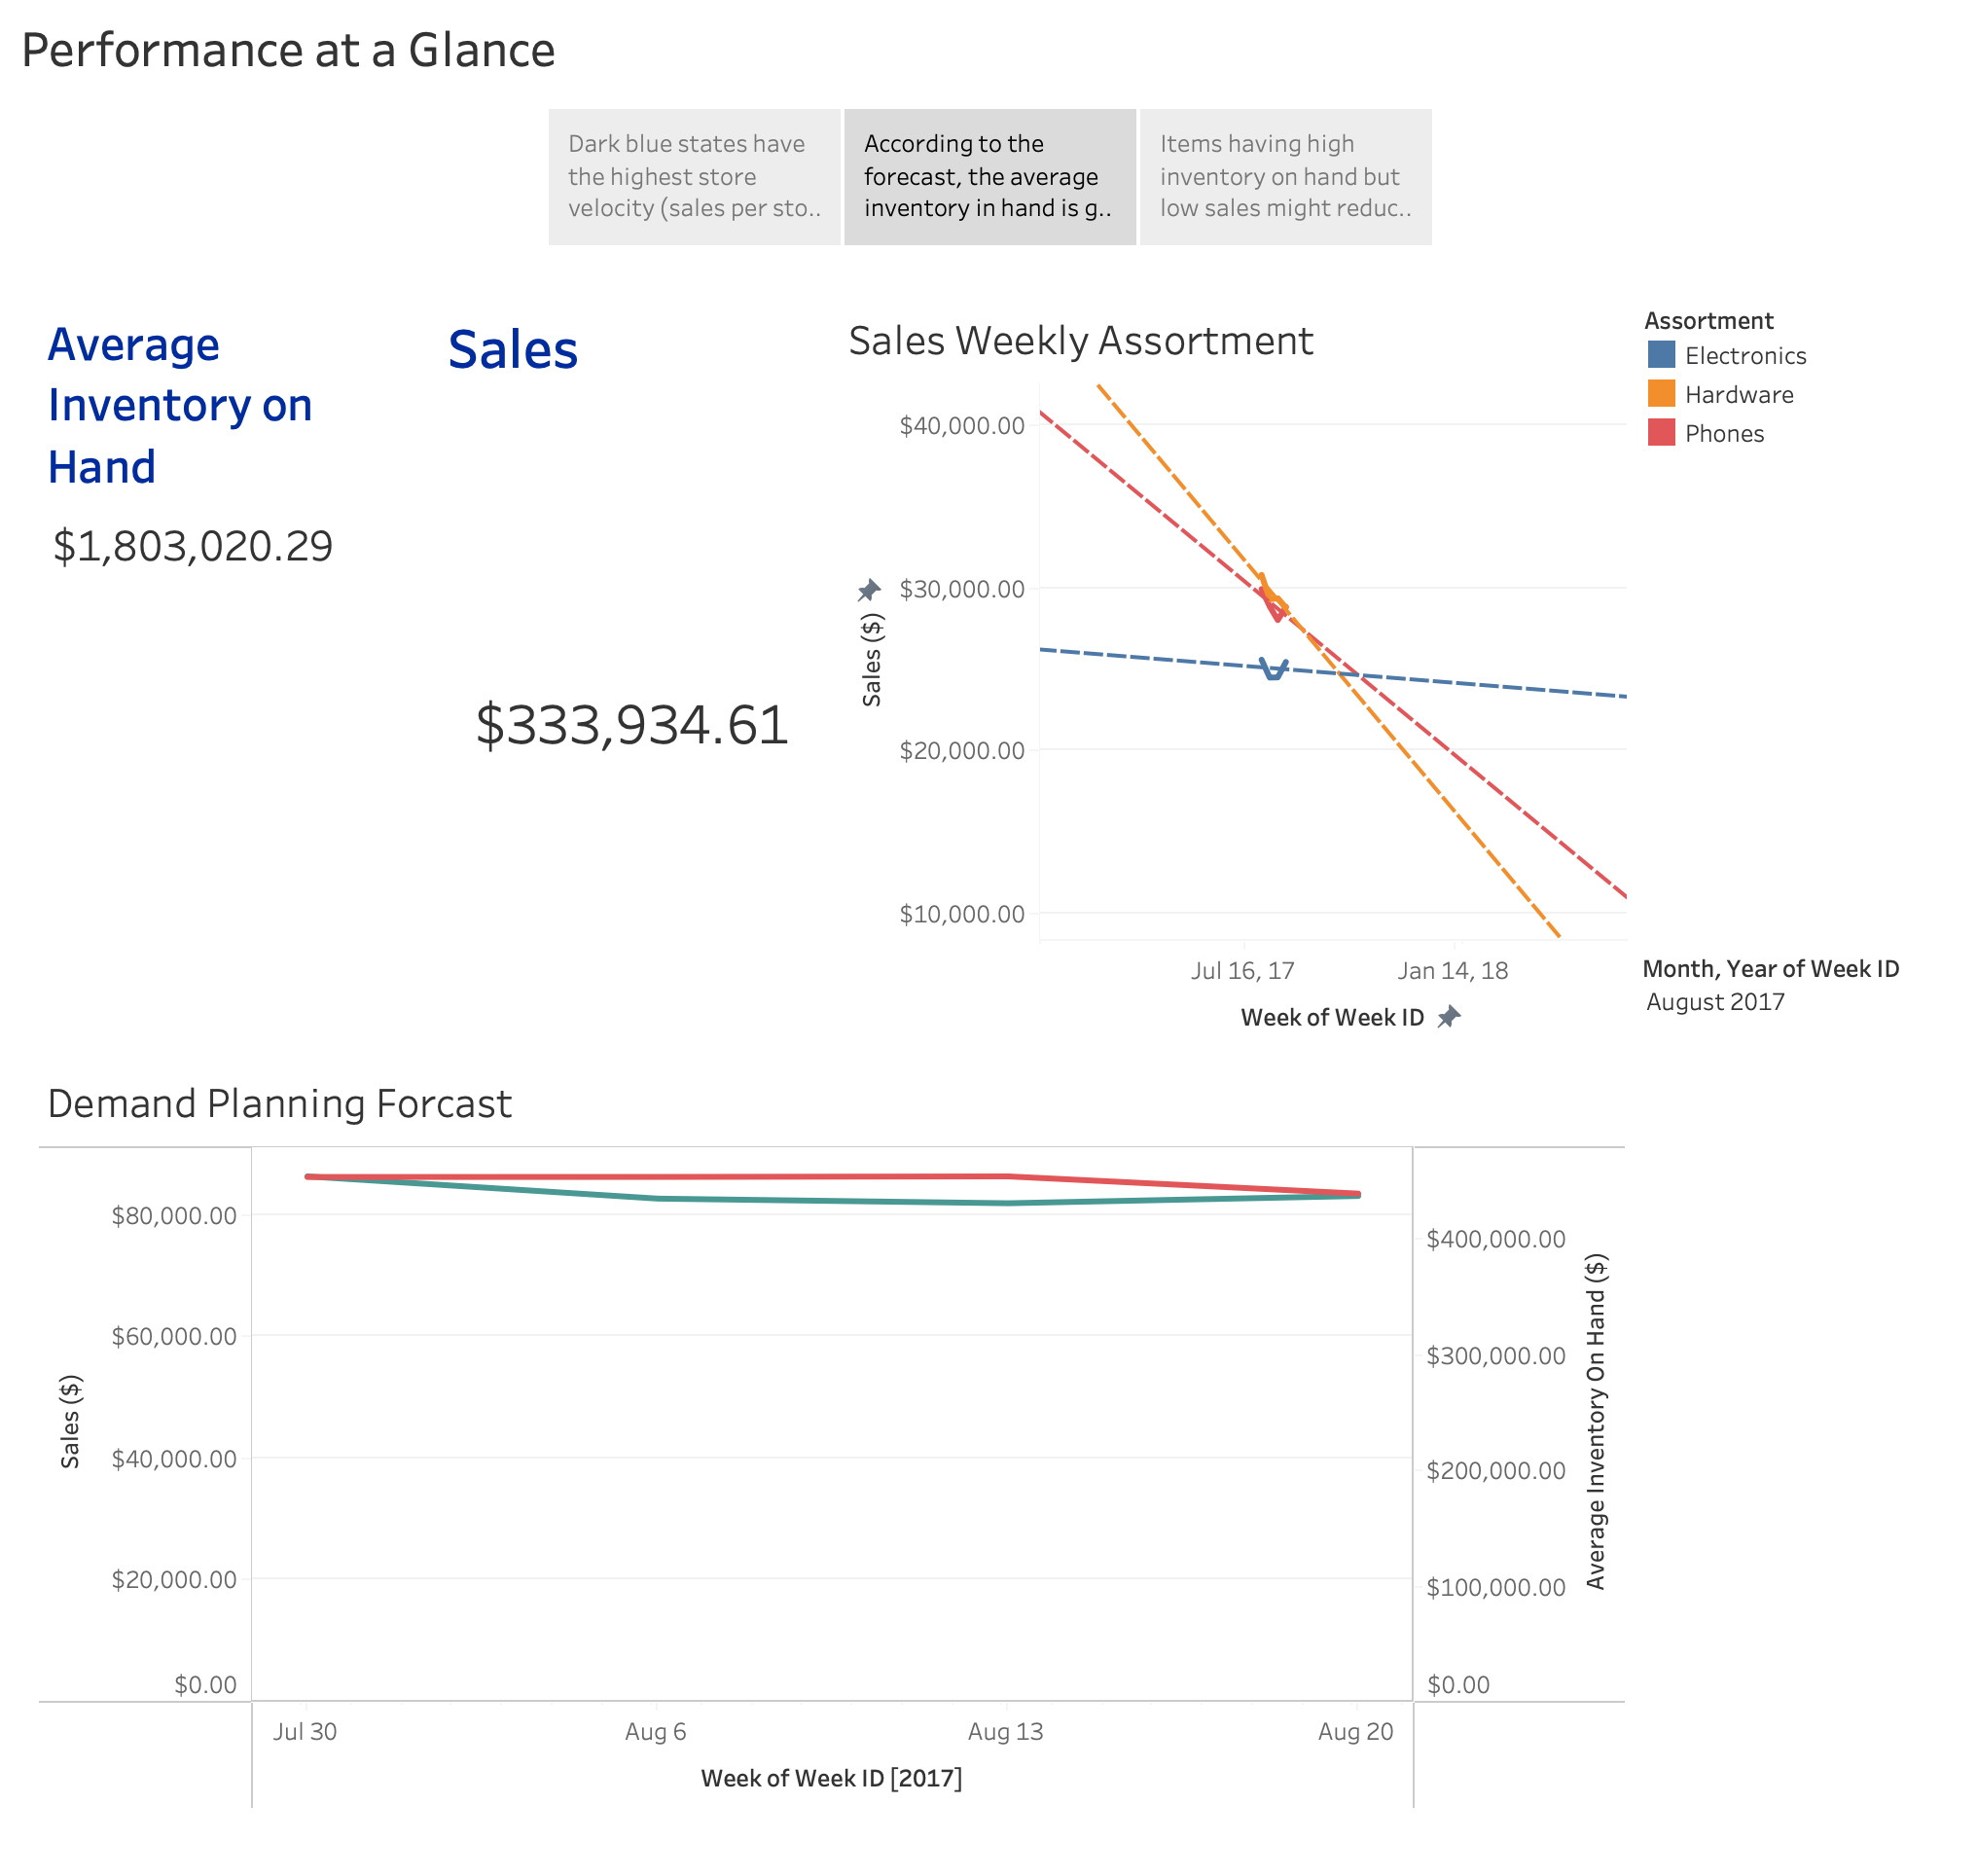 Performance at a Glance
Dark blue states have
the highest store
velocity (sales per sto..
According to the
forecast, the average
inventory in hand is g..
Items having high
inventory on hand but
low sales might reduc..
Average
Inventory on
Hand
$1,803,020.29
Sales
$333,934.61
Sales Weekly Assortment
Sales ($)
$40,000.00
$30,000.00
$20,000.00
$10,000.00
Jul 16, 17
Jan 14, 18
Week of Week ID
Assortment
Electronics
Hardware
Phones
Month, Year of Week ID
August 2017
Demand Planning Forcast
Sales ($)
$80,000.00
$60,000.00
$40,000.00
$20,000.00
$0.00
$400,000.00
$300,000.00
$200,000.00
$100,000.00
$0.00
Average Inventory On Hand ($)
Jul 30
Aug 6
Aug 13
Aug 20
Week of Week ID [2017]